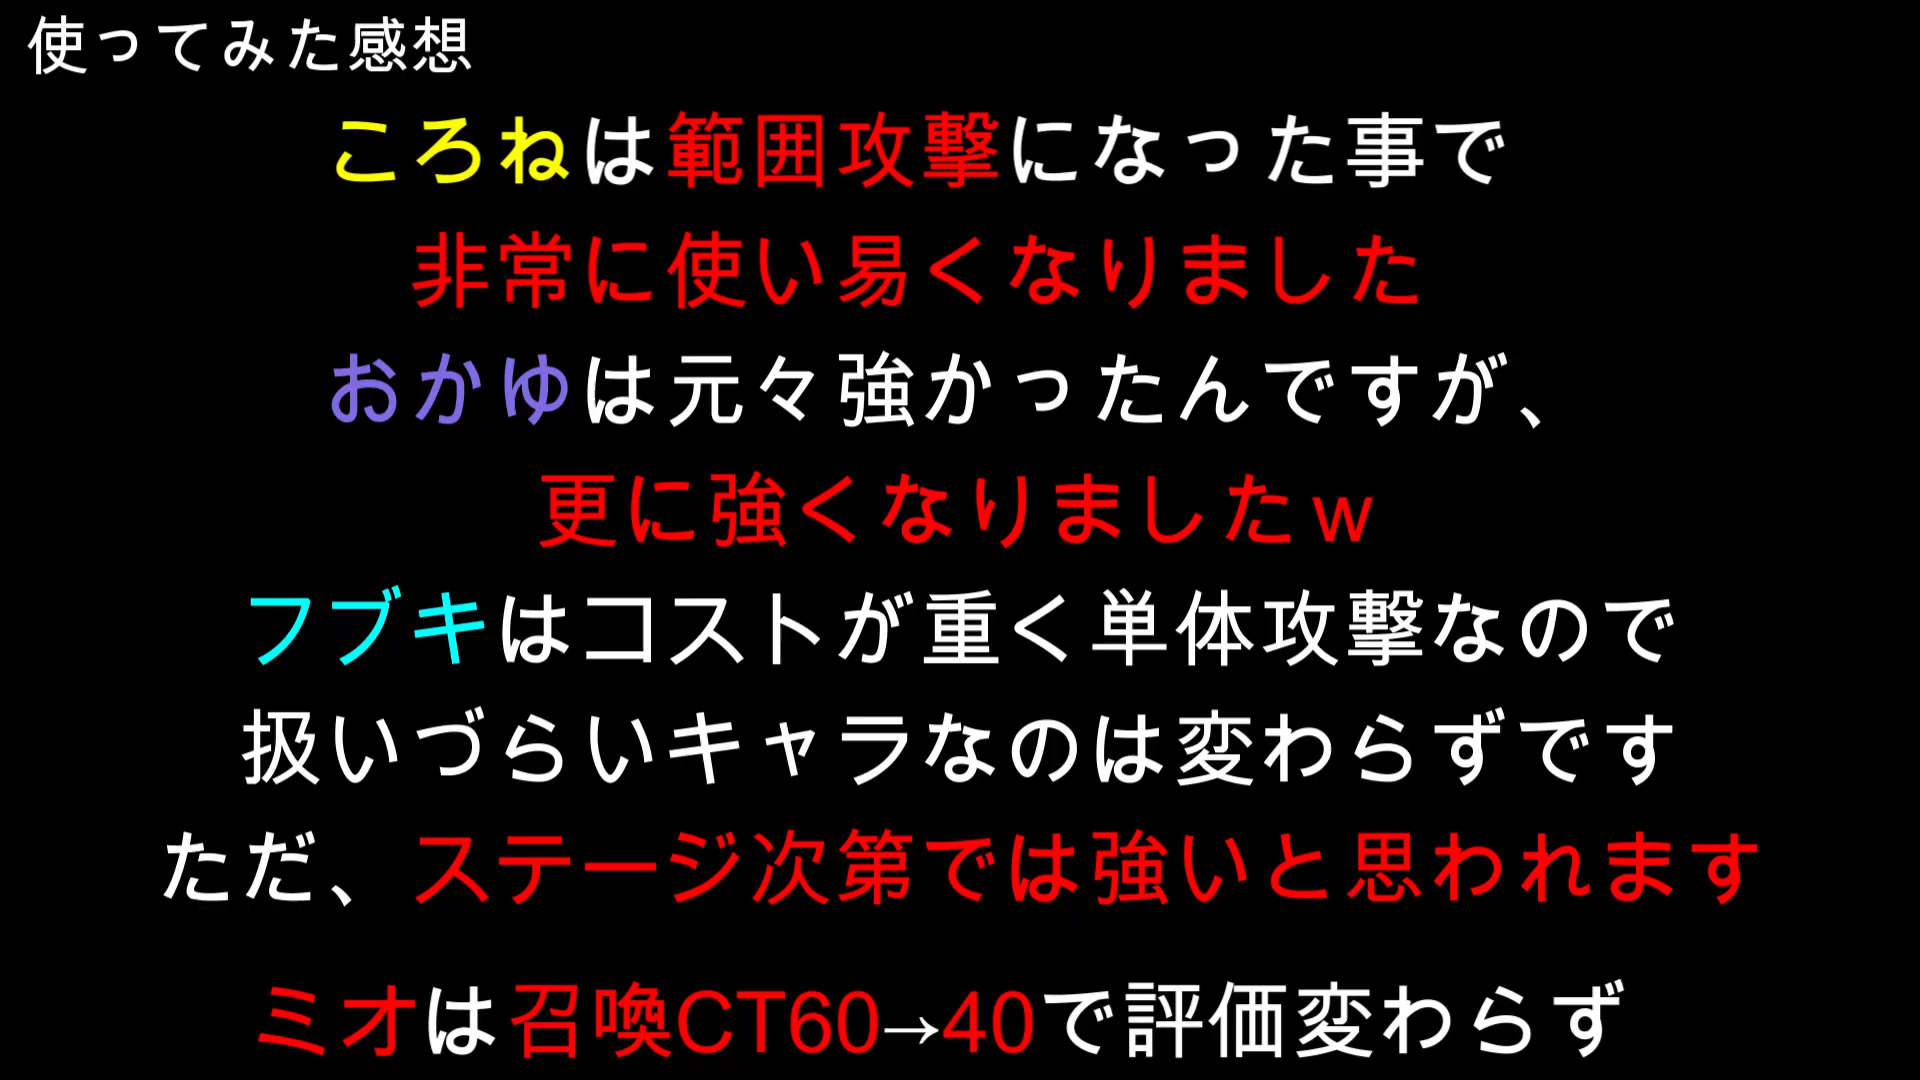 使ってみた感想
ころねは範囲攻撃になった事で
非常に使い易くなりました
おかゆは元々強かったんですが、
更に強くなりましたw
フブキはコストが重く単体攻撃なので
扱いづらいキャラなのは変わらずです
ただ、ステージ次第では強いと思われます
ミオは召喚CT60→40で評価変わらず